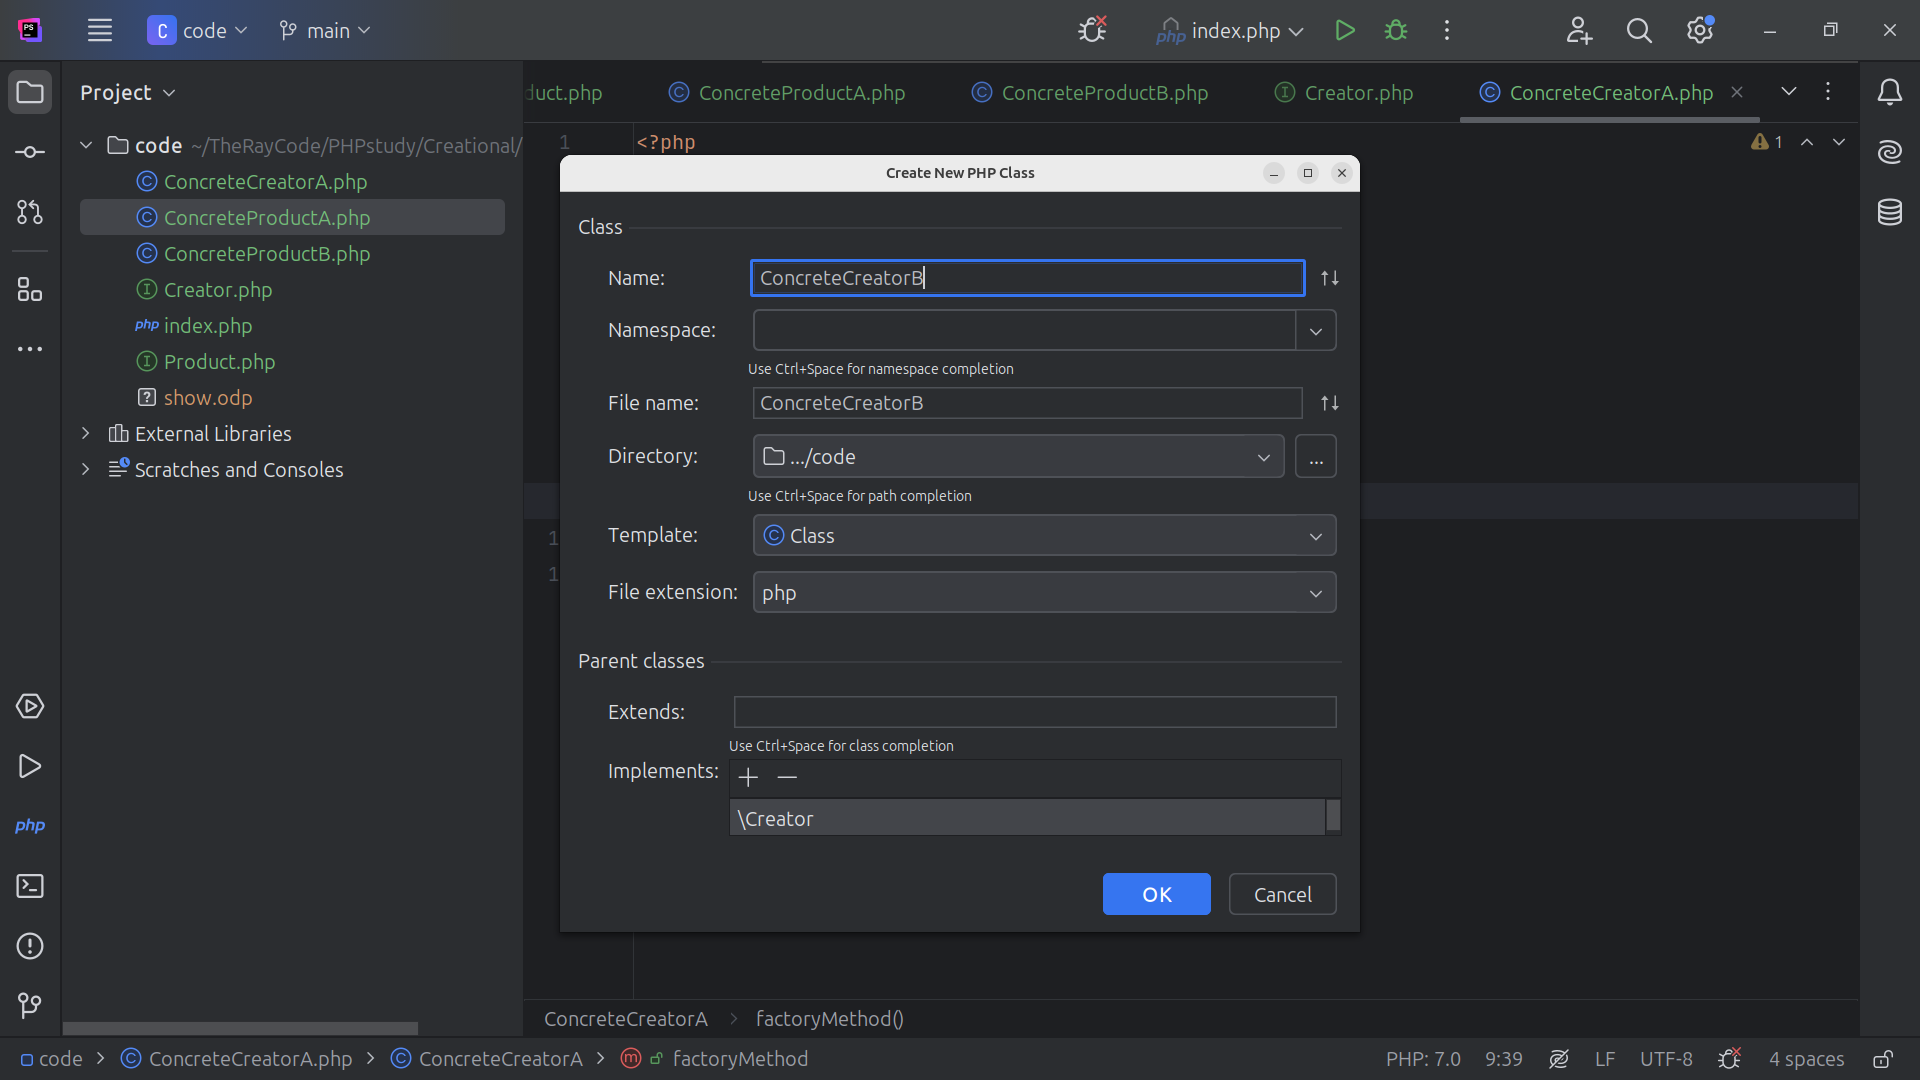 PS
C code
main
php index.php
Project
duct.php
ConcreteProductA.php
ConcreteProductB.php
Creator.php
ConcreteCreatorA.php
code ~/TheRayCode/PHPstudy/Creational/
ConcreteCreatorA.php
ConcreteProductA.php
ConcreteProductB.php
Creator.php
php index.php
Product.php
show.odp
External Libraries
Scratches and Consoles
1 <?php
1
Create New PHP Class
Class
Name: ConcreteCreatorB
Namespace:
Use Ctrl+Space for namespace completion
File name: ConcreteCreatorB
Directory: .../code ...
Use Ctrl+Space for path completion
Template: Class
File extension: php
Parent classes
Extends:
Use Ctrl+Space for class completion
Implements:
\Creator
OK
Cancel
1
1
php
ConcreteCreatorA > factoryMethod()
code > ConcreteCreatorA.php > ConcreteCreatorA > factoryMethod
PHP: 7.0 9:39 LF UTF-8 4 spaces